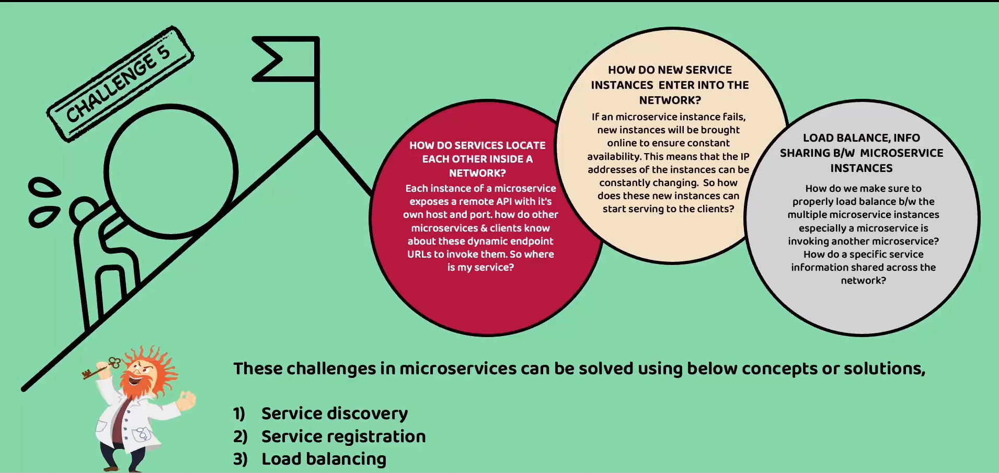 CHALLENGE 5
HOW DO SERVICES LOCATE
EACH OTHER INSIDE A
NETWORK?
Each instance of a microservice
exposes a remote API with it's
own host and port. how do other
microservices & clients know
about these dynamic endpoint
URLs to invoke them. So where
is my service?
HOW DO NEW SERVICE
INSTANCES ENTER INTO THE
NETWORK?
If an microservice instance fails,
new instances will be brought
online to ensure constant
availability. This means that the IP
addresses of the instances can be
constantly changing. So how
does these new instances can
start serving to the clients?
LOAD BALANCE, INFO
SHARING B/W MICROSERVICE
INSTANCES
How do we make sure to
properly load balance b/w the
multiple microservice instances
especially a microservice is
invoking another microservice?
How do a specific service
information shared across the
network?
These challenges in microservices can be solved using below concepts or solutions,
1) Service discovery
2) Service registration
3) Load balancing